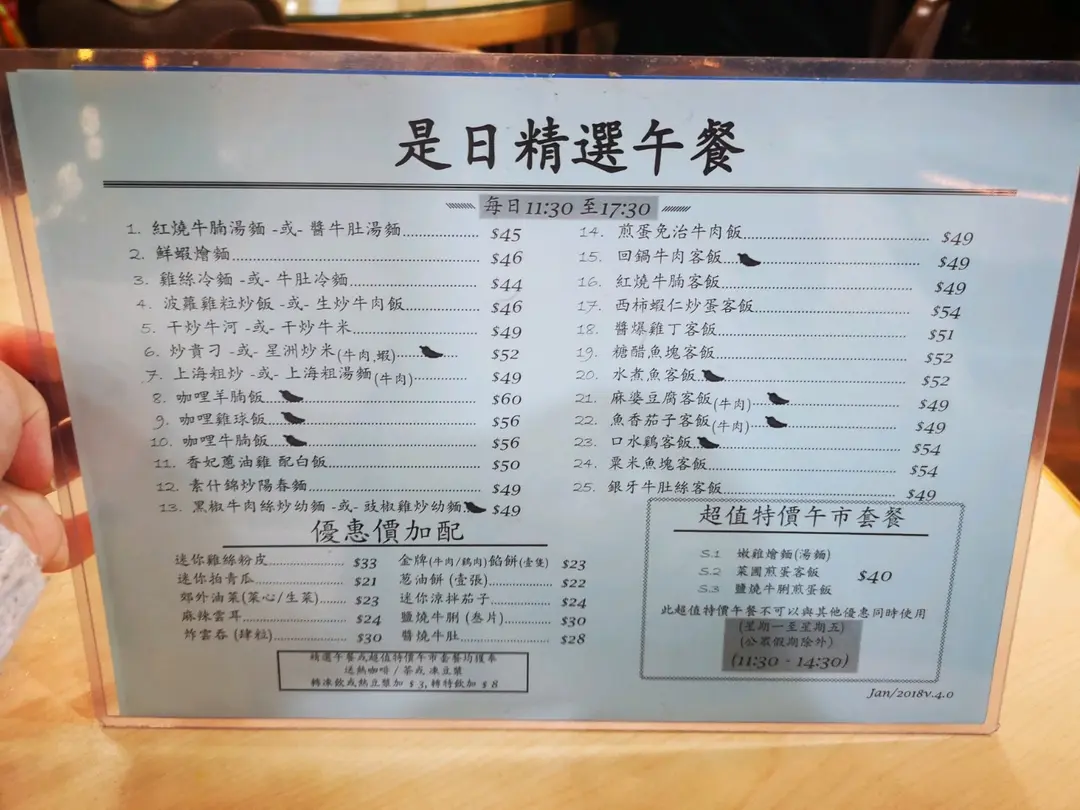 是日精選午餐
每日11:30 至17:30
1. 紅燒牛腩湯麵 -或- 醬牛肚湯麵 $45
2. 鮮蝦燴麵 $46
3. 雞絲冷麵 -或- 牛肚冷麵 $44
4. 波蘿雞粒炒飯 -或- 生炒牛肉飯 $46
5. 干炒牛河 -或- 干炒牛米 $49
6. 炒貴刁 -或- 星洲炒米(牛肉,蝦) $52
7. 上海粗炒 -或- 上海粗湯麵(牛肉) $49
8. 咖哩羊腩飯 $60
9. 咖哩雞球飯 $56
10. 咖哩牛腩飯 $56
11. 香妃蔥油雞 配白飯 $50
12. 素什錦炒陽春麵 $49
13. 黑椒牛肉絲炒幼麵 -或- 豉椒雞炒幼麵 $49
14. 煎蛋免治牛肉飯 $49
15. 回鍋牛肉客飯 $49
16. 紅燒牛腩客飯 $49
17. 西柿蝦仁炒蛋客飯 $54
18. 醬爆雞丁客飯 $51
19. 糖醋魚塊客飯 $52
20. 水煮魚客飯 $52
21. 麻婆豆腐客飯(牛肉) $49
22. 魚香茄子客飯(牛肉) $49
23. 口水鷄客飯 $54
24. 粟米魚塊客飯 $54
25. 銀牙牛肚絲客飯 $49
優惠價加配
迷你雞絲粉皮 $33
迷你拍青瓜 $21
郊外油菜(菜心/生菜) $23
麻辣雲耳 $24
炸雲吞 (肆粒) $30
金牌(牛肉/鷄肉)餡餅(壹隻) $23
蔥油餅 (壹張) $22
迷你涼拌茄子 $24
鹽燒牛脷 (叁片) $30
醬燒牛肚 $28
精選午餐或超值特價午市套餐均獲奉
送熱咖啡 / 茶或 凍豆漿
轉凍飲或熱豆漿加 $3, 轉特飲加 $8
超值特價午市套餐
S.1 嫩雞燴麵(湯麵)
S.2 菜圃煎蛋客飯 $40
S.3 鹽燒牛脷煎蛋飯
此超值特價午餐不可以與其他優惠同時使用
(星期一至星期五)
(公眾假期除外)
(11:30 - 14:30)
Jan/2018v.4.0